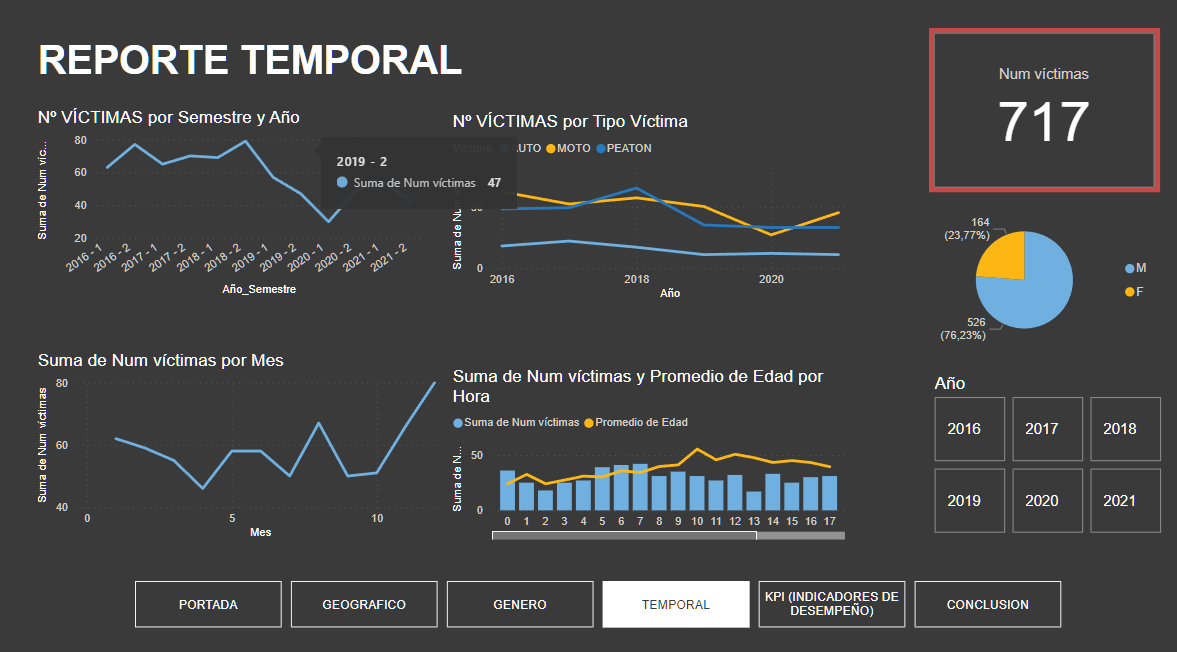 REPORTE TEMPORAL
Nº VÍCTIMAS por Semestre y Año
Suma de Num víc...
80
60
40
20
2016 - 1
2016 - 2
2017 - 1
2017 - 2
2018 - 1
2018 - 2
2019 - 1
2019 - 2
2020 - 1
2020 - 2
2021 - 1
2021 - 2
Año_Semestre
2019 - 2
Suma de Num víctimas 47
Nº VÍCTIMAS por Tipo Víctima
Víctima AUTO MOTO PEATON
Suma de Nu
50
0
2016
2018
2020
Año
Num víctimas
717
164
(23,77%)
526
(76,23%)
M
F
Suma de Num víctimas por Mes
Suma de Num víctimas
80
60
40
0
5
10
Mes
Suma de Num víctimas y Promedio de Edad por
Hora
Suma de Num víctimas Promedio de Edad
Suma de N...
50
0
0 1 2 3 4 5 6 7 8 9 10 11 12 13 14 15 16 17
Año
2016 2017 2018
2019 2020 2021
PORTADA
GEOGRAFICO
GENERO
TEMPORAL
KPI (INDICADORES DE
DESEMPEÑO)
CONCLUSION